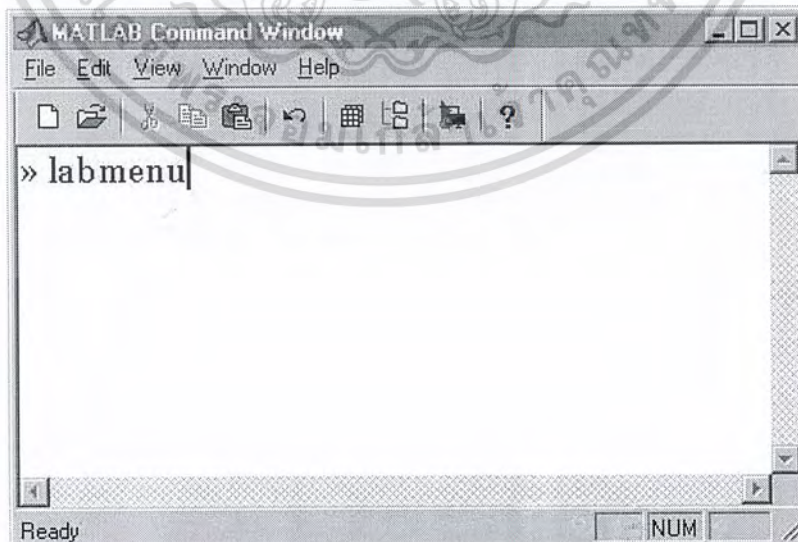 MATLAB Command Window
File Edit View Window Help
» labmenu
Ready
NUM